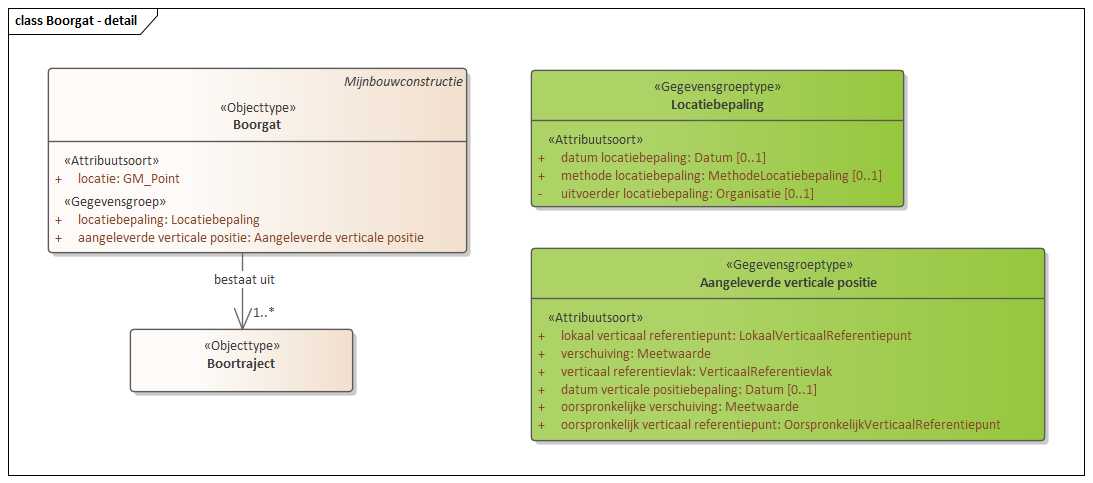 class Boorgat - detail
Mijnbouwconstructie
«Objecttype»
Boorgat
«Attribuutsoort»
+ locatie: GM_Point
«Gegevensgroep»
+ locatiebepaling: Locatiebepaling
+ aangeleverde verticale positie: Aangeleverde verticale positie
bestaat uit
1..*
«Objecttype»
Boortraject
«Gegevensgroeptype»
Locatiebepaling
«Attribuutsoort»
+ datum locatiebepaling: Datum [0..1]
+ methode locatiebepaling: MethodeLocatiebepaling [0..1]
- uitvoerder locatiebepaling: Organisatie [0..1]
«Gegevensgroeptype»
Aangeleverde verticale positie
«Attribuutsoort»
+ lokaal verticaal referentiepunt: LokaalVerticaalReferentiepunt
+ verschuiving: Meetwaarde
+ verticaal referentievlak: VerticaalReferentievlak
+ datum verticale positiebepaling: Datum [0..1]
+ oorspronkelijke verschuiving: Meetwaarde
+ oorspronkelijk verticaal referentiepunt: OorspronkelijkVerticaalReferentiepunt